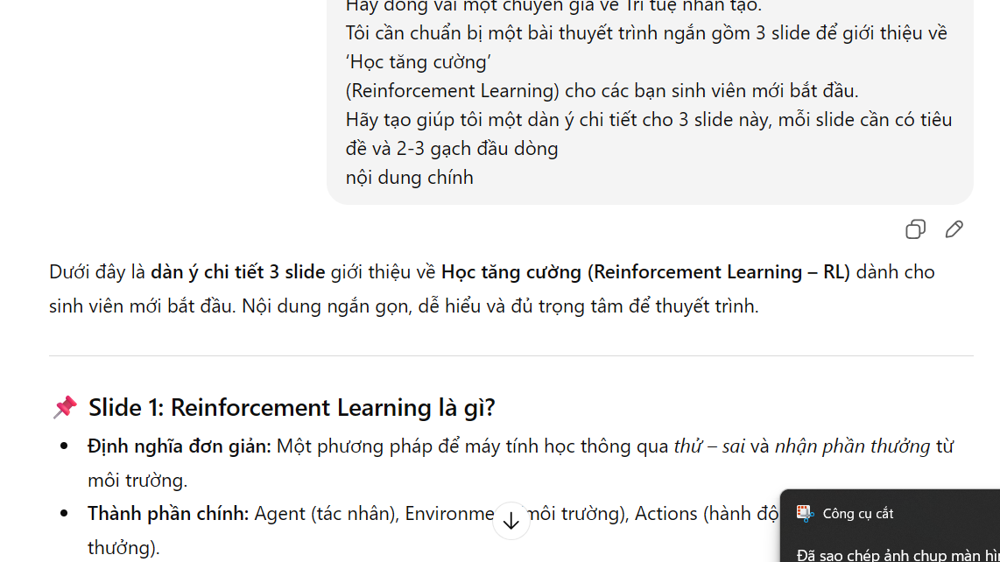 Hãy đóng vai một chuyên gia về Trí tuệ nhân tạo.
Tôi cần chuẩn bị một bài thuyết trình ngắn gồm 3 slide để giới thiệu về
‘Học tăng cường’
(Reinforcement Learning) cho các bạn sinh viên mới bắt đầu.
Hãy tạo giúp tôi một dàn ý chi tiết cho 3 slide này, mỗi slide cần có tiêu
đề và 2-3 gạch đầu dòng
nội dung chính
Dưới đây là dàn ý chi tiết 3 slide giới thiệu về Học tăng cường (Reinforcement Learning – RL) dành cho
sinh viên mới bắt đầu. Nội dung ngắn gọn, dễ hiểu và đủ trọng tâm để thuyết trình.
Slide 1: Reinforcement Learning là gì?
Định nghĩa đơn giản: Một phương pháp để máy tính học thông qua thử – sai và nhận phần thưởng từ
môi trường.
Thành phần chính: Agent (tác nhân), Environme môi trường), Actions (hành độ
thưởng).
Công cụ cắt
Đã sao chép ảnh chụp màn hì